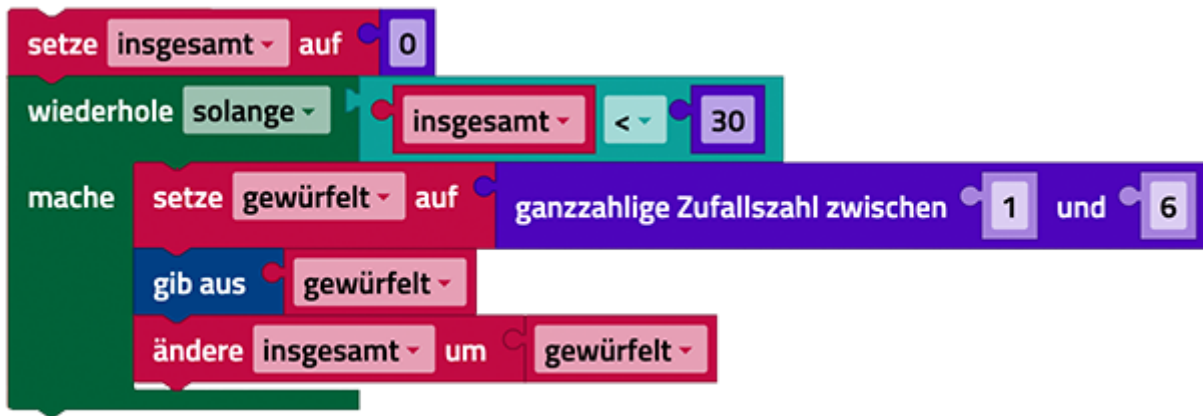 setze insgesamt auf 0
wiederhole solange insgesamt < 30
mache setze gewürfelt auf ganzzahlige Zufallszahl zwischen 1 und 6
gib aus gewürfelt
ändere insgesamt um gewürfelt